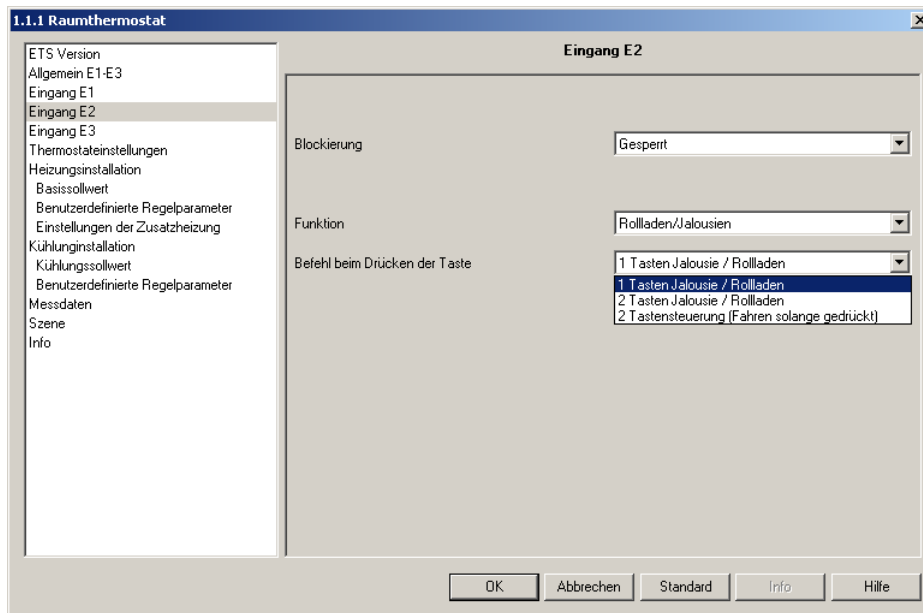 1.1.1 Raumthermostat
ETS Version
Allgemein E1-E3
Eingang E1
Eingang E2
Eingang E3
Thermostateinstellungen
Heizungsinstallation
Basissollwert
Benutzerdefinierte Regelparameter
Einstellungen der Zusatzheizung
Kühlunginstallation
Kühlungssollwert
Benutzerdefinierte Regelparameter
Messdaten
Szene
Info
Eingang E2
Blockierung
Gesperrt
Funktion
Rollladen/Jalousien
Befehl beim Drücken der Taste
1 Tasten Jalousie / Rollladen
1 Tasten Jalousie / Rollladen
2 Tasten Jalousie / Rollladen
2 Tastensteuerung (Fahren solange gedrückt)
OK
Abbrechen
Standard
Info
Hilfe